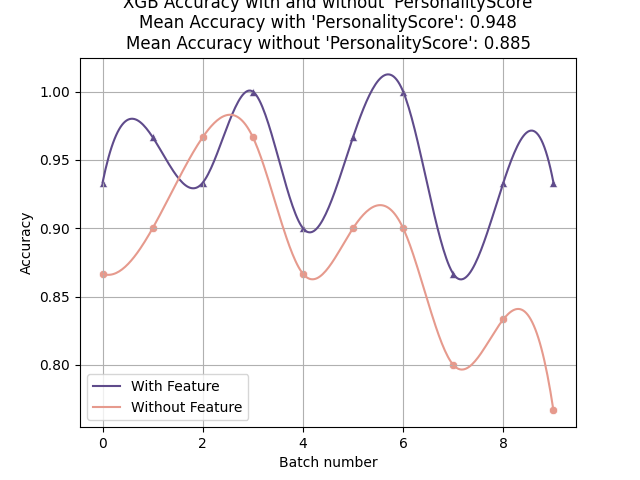 XGB Accuracy with and without 'PersonalityScore'
Mean Accuracy with 'PersonalityScore': 0.948
Mean Accuracy without 'PersonalityScore': 0.885
1.00
0.95
0.90
0.85
0.80
Accuracy
With Feature
Without Feature
0 2 4 6 8
Batch number